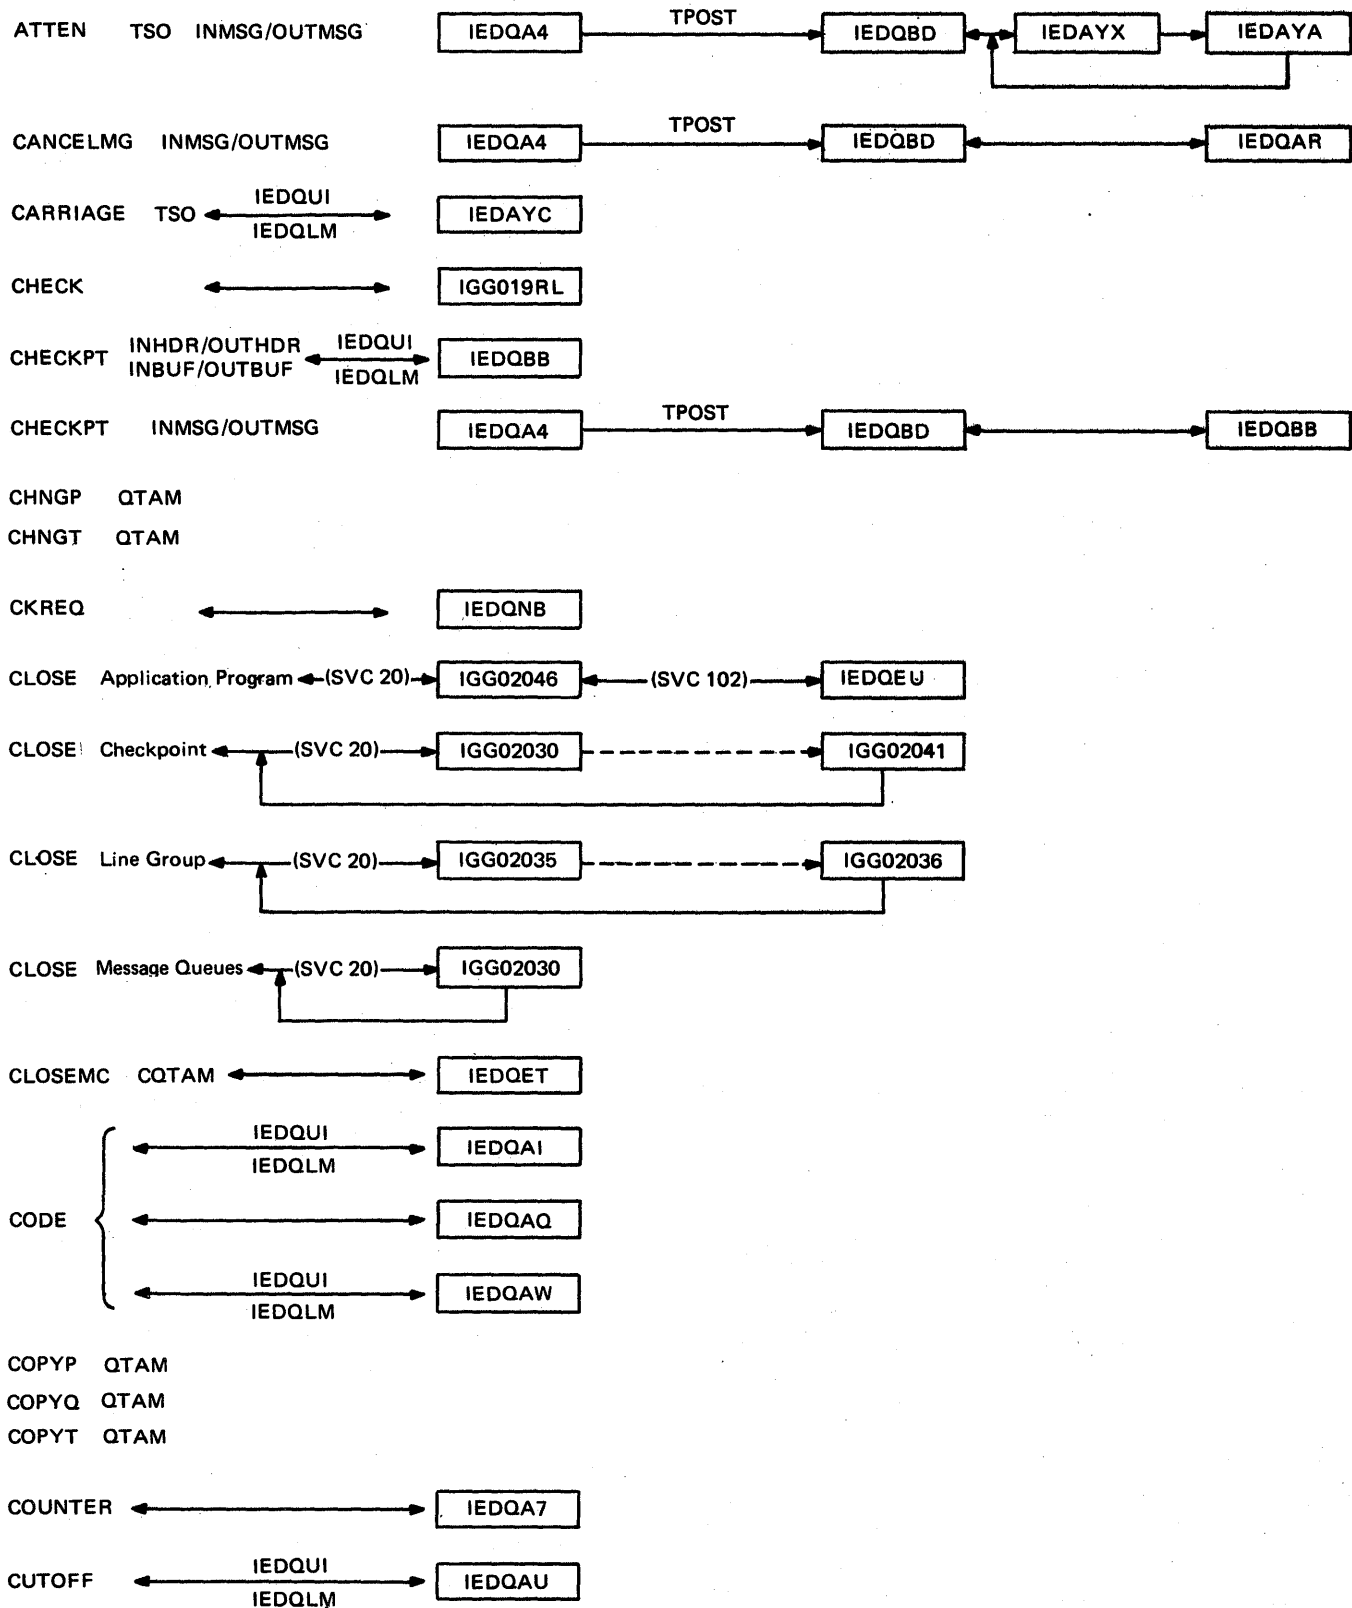 ATTEN TSO INMSG/OUTMSG IEDQA4 TPOST IEDQBD IEDAYX IEDAYA
CANCELMG INMSG/OUTMSG IEDQA4 TPOST IEDQBD IEDQAR
CARRIAGE TSO IEDQUI IEDQLM IEDAYC
CHECK IGG019RL
CHECKPT INHDR/OUTHDR INBUF/OUTBUF IEDQUI IEDQLM IEDQBB
CHECKPT INMSG/OUTMSG IEDQA4 TPOST IEDQBD IEDQBB
CHNGP QTAM
CHNGT QTAM
CKREQ IEDQNB
CLOSE Application Program (SVC 20) IGG02046 (SVC 102) IEDQEU
CLOSE Checkpoint (SVC 20) IGG02030 IGG02041
CLOSE Line Group (SVC 20) IGG02035 IGG02036
CLOSE Message Queues (SVC 20) IGG02030
CLOSEMC CQTAM IEDQET
IEDQUI
IEDQLM IEDQAI
CODE IEDQAQ
IEDQUI
IEDQLM IEDQAW
COPYP QTAM
COPYQ QTAM
COPYT QTAM
COUNTER IEDQA7
CUTOFF IEDQUI IEDQLM IEDQAU